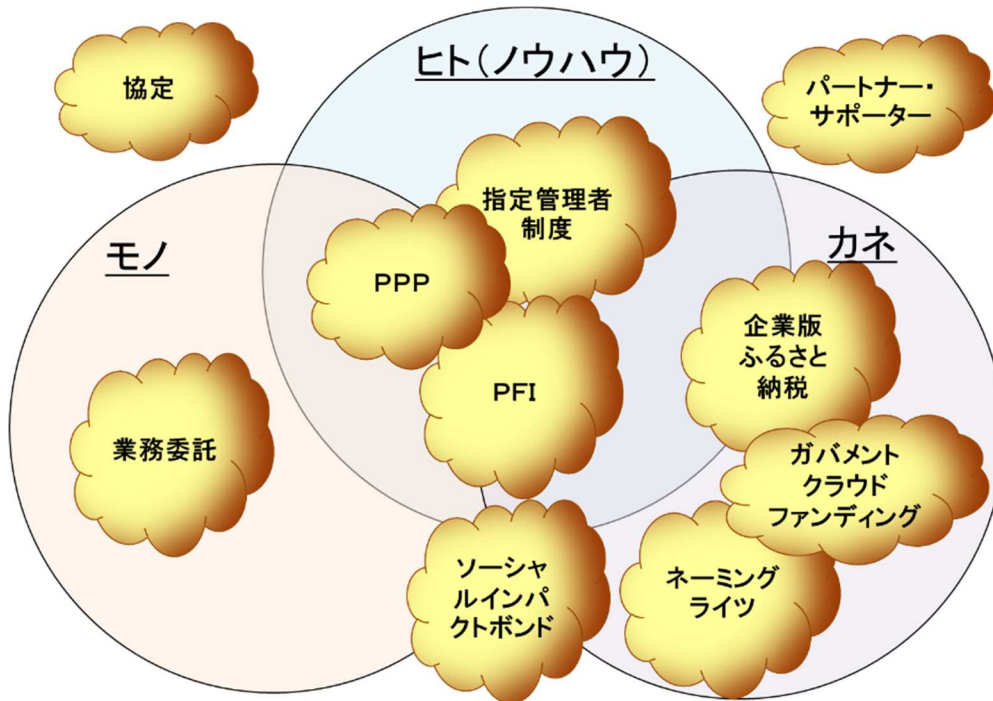 ヒト(ノウハウ)
協定
パートナー・
サポーター
指定管理者
制度
モノ
カネ
PPP
企業版
ふるさと
納税
PFI
業務委託
ガバメント
クラウド
ファンディング
ソーシャ
ルインパ
クトボンド
ネーミング
ライツ